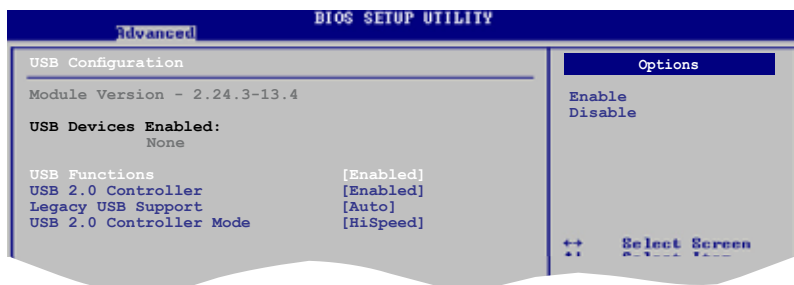 BIOS SETUP UTILITY
Advanced
USB Configuration
Module Version - 2.24.3-13.4
USB Devices Enabled:
None
USB Functions [Enabled]
USB 2.0 Controller [Enabled]
Legacy USB Support [Auto]
USB 2.0 Controller Mode [HiSpeed]
Options
Enable
Disable
↔ Select Screen